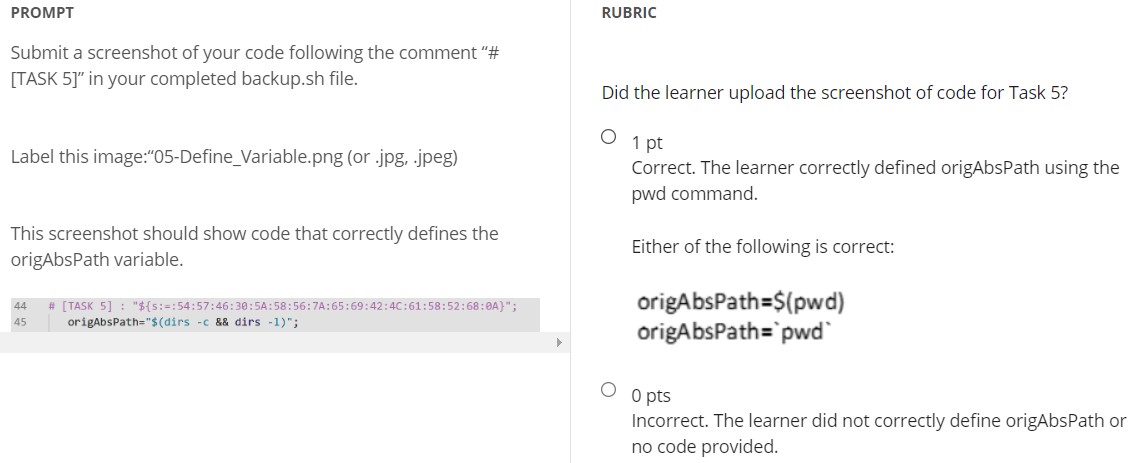 PROMPT
Submit a screenshot of your code following the comment “#
[TASK 5]” in your completed backup.sh file.
Label this image:“05-Define_Variable.png (or .jpg, .jpeg)
This screenshot should show code that correctly defines the
origAbsPath variable.
44 # [TASK 5] : "${s:=:54:57:46:30:5A:58:56:7A:65:69:42:4C:61:58:52:68:0A}";
45 origAbsPath="$(dirs -c && dirs -l)";
RUBRIC
Did the learner upload the screenshot of code for Task 5?
1 pt
Correct. The learner correctly defined origAbsPath using the
pwd command.
Either of the following is correct:
origAbsPath=$(pwd)
origAbsPath=`pwd`
0 pts
Incorrect. The learner did not correctly define origAbsPath or
no code provided.